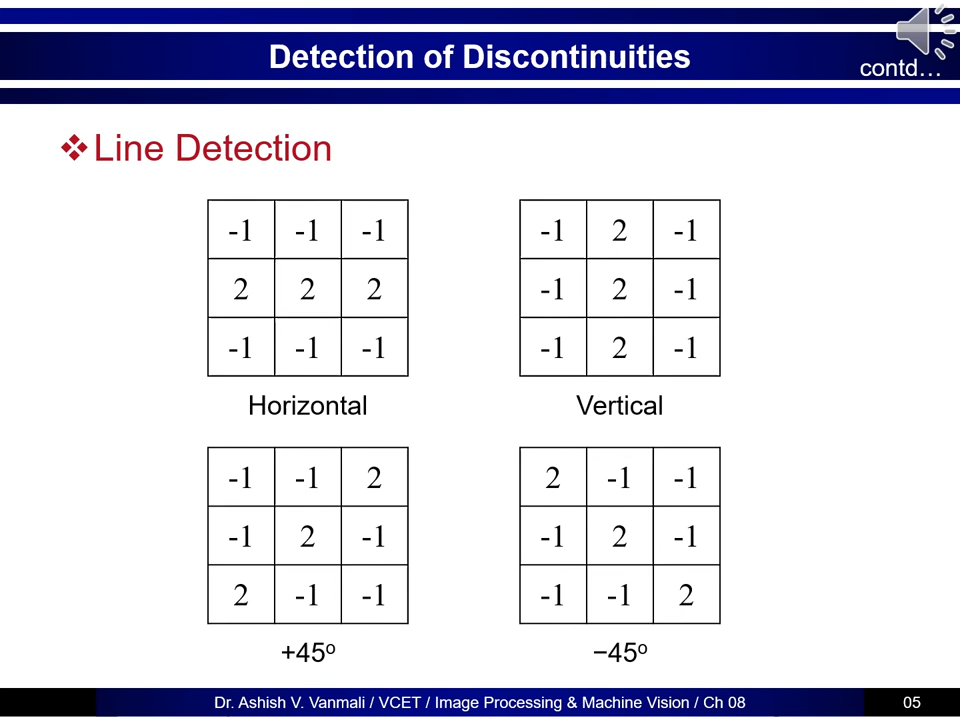 Detection of Discontinuities
contd…
❖Line Detection
-1 -1 -1
2 2 2
-1 -1 -1
Horizontal
-1 2 -1
-1 2 -1
-1 2 -1
Vertical
-1 -1 2
-1 2 -1
2 -1 -1
+45º
2 -1 -1
-1 2 -1
-1 -1 2
−45º
Dr. Ashish V. Vanmali / VCET / Image Processing & Machine Vision / Ch 08
05